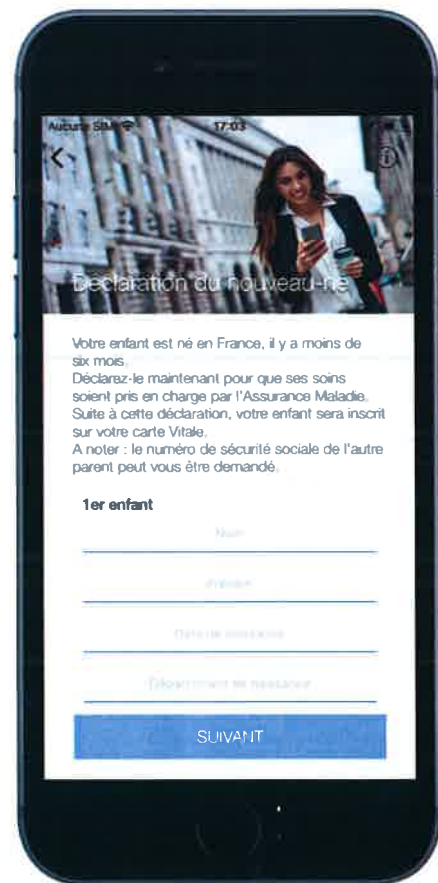 Aucune SIM 17:03
Déclaration du nouveau-né
Votre enfant est né en France, il y a moins de
six mois.
Déclarez-le maintenant pour que ses soins
soient pris en charge par l'Assurance Maladie.
Suite à cette déclaration, votre enfant sera inscrit
sur votre carte Vitale.
A noter : le numéro de sécurité sociale de l'autre
parent peut vous être demandé.
1er enfant
Nom
Prénom
Date de naissance
Département de naissance
SUIVANT